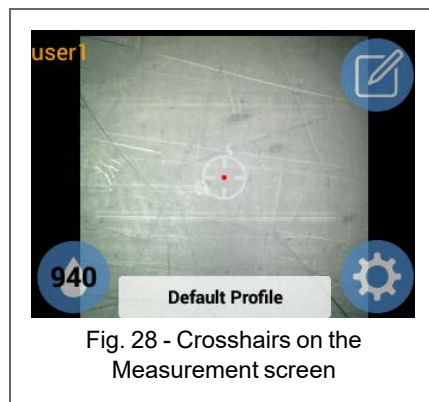 user1
940
Default Profile
Fig. 28 - Crosshairs on the
Measurement screen